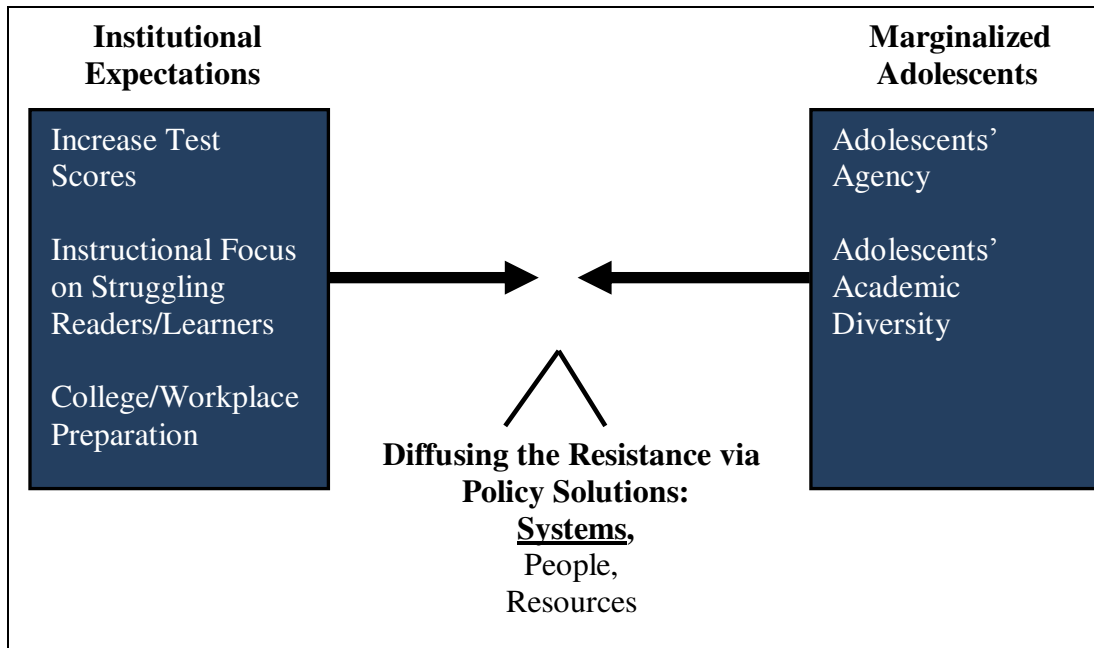 Institutional
Expectations
Increase Test
Scores
Instructional Focus
on Struggling
Readers/Learners
College/Workplace
Preparation
Marginalized
Adolescents
Adolescents’
Agency
Adolescents’
Academic
Diversity
Diffusing the Resistance via
Policy Solutions:
Systems,
People,
Resources